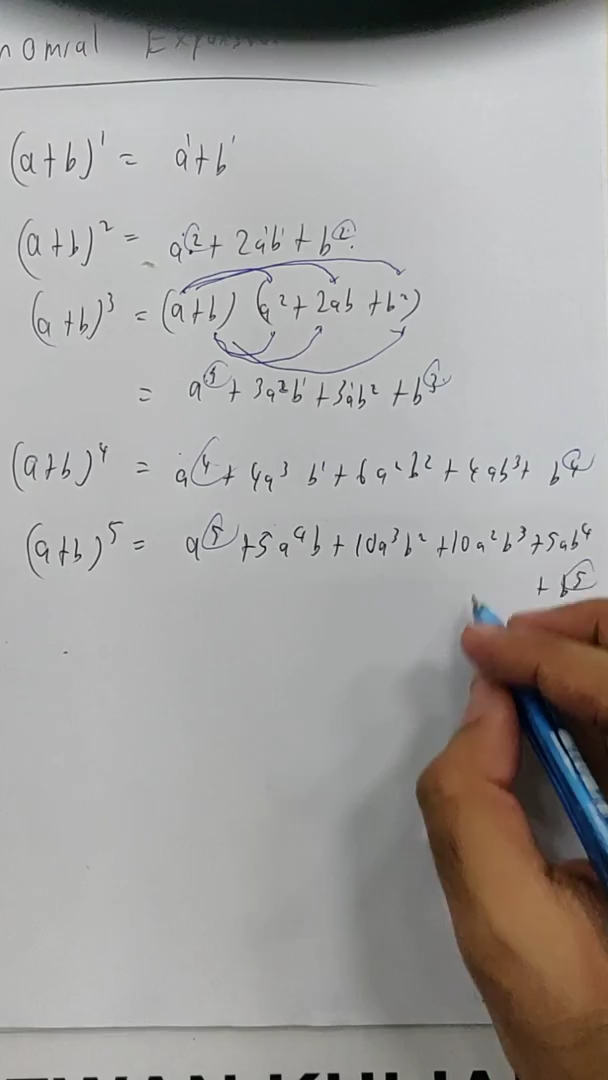 nomial Expans
(a+b)¹ = a¹+b¹
(a+b)² = a² + 2a¹b¹ + b²
(a+b)³ = (a+b) (a² + 2ab + b²)
= a³ + 3a²b¹ + 3a¹b² + b³
(a+b)⁴ = a⁴ + 4a³b¹ + 6a²b² + 4ab³ + b⁴
(a+b)⁵ = a⁵ + 5a⁴b + 10a³b² + 10a²b³ + 5ab⁴
+ b⁵